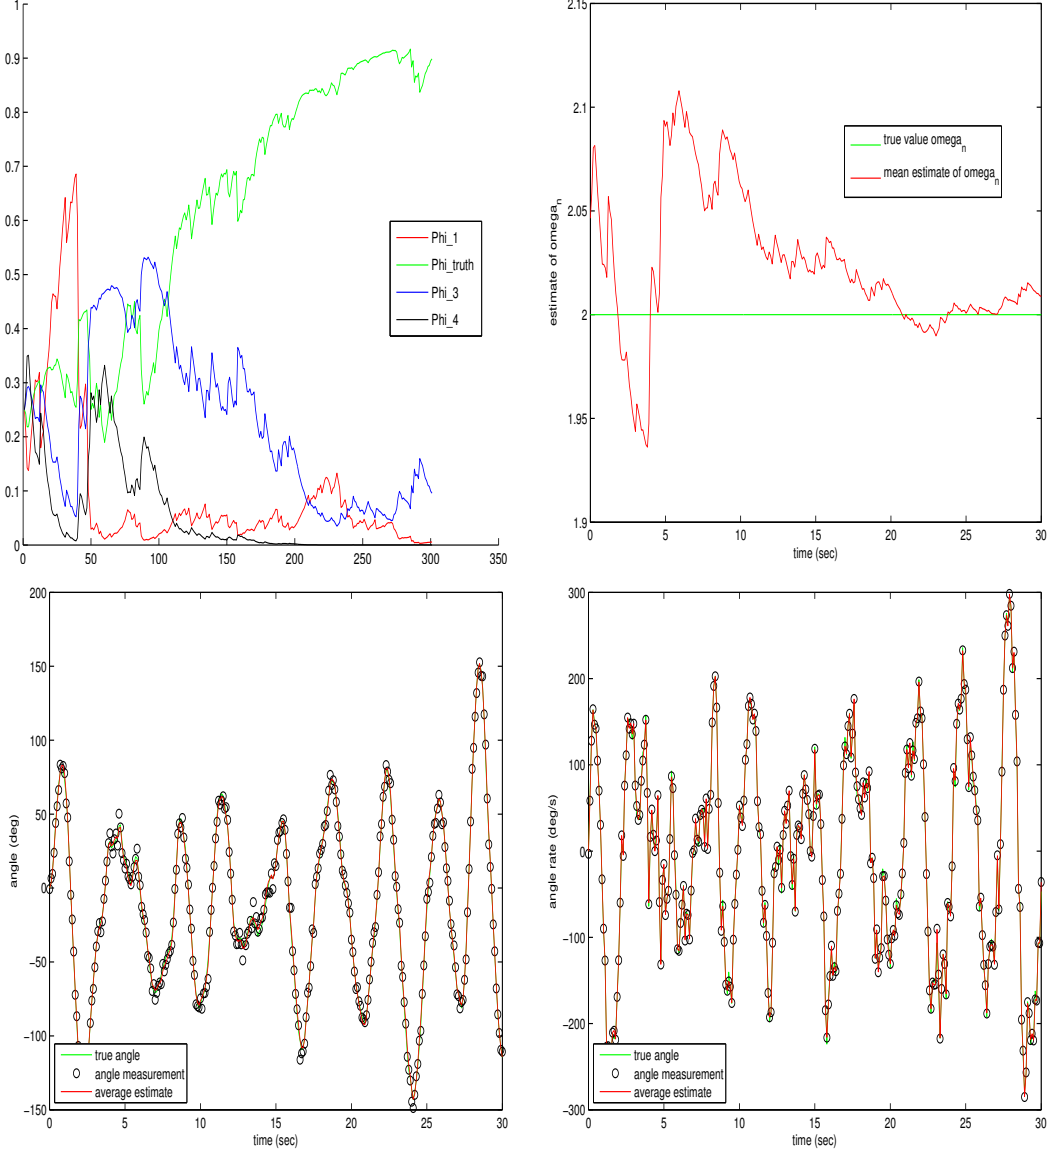 1
0.9
0.8
0.7
0.6
0.5
0.4
0.3
0.2
0.1
0
0 50 100 150 200 250 300 350
Phi_1
Phi_truth
Phi_3
Phi_4
2.15
2.1
2.05
2
1.95
1.9
estimate of omegan
0 5 10 15 20 25 30
time (sec)
true value omegan
mean estimate of omegan
200
150
100
50
0
−50
−100
−150
angle (deg)
0 5 10 15 20 25 30
time (sec)
true angle
angle measurement
average estimate
300
200
100
0
−100
−200
−300
angle rate (deg/s)
0 5 10 15 20 25 30
time (sec)
true angle
angle measurement
average estimate